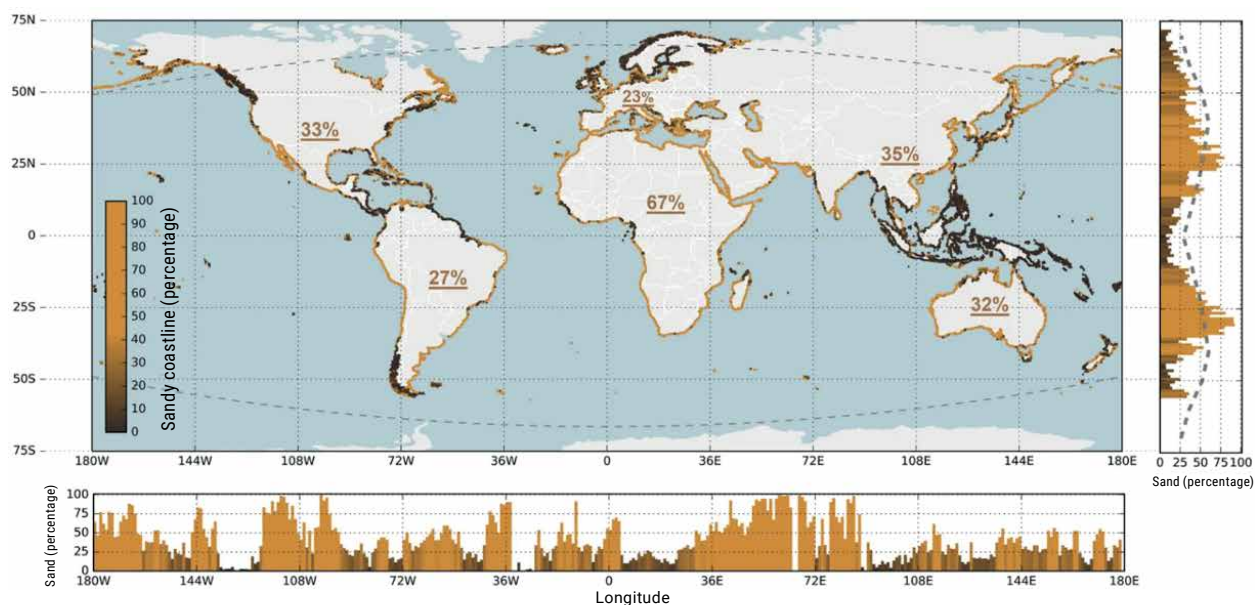 75N
50N
25N
0
25S
50S
75S
180W 144W 108W 72W 36W 0 36E 72E 108E 144E 180E
33%
23%
35%
67%
27%
32%
100
90
80
70
60
50
40
30
20
10
0
Sandy coastline (percentage)
0 25 50 75 100
Sand (percentage)
100
75
50
25
0
Sand (percentage)
180W 144W 108W 72W 36W 0 36E 72E 108E 144E 180E
Longitude